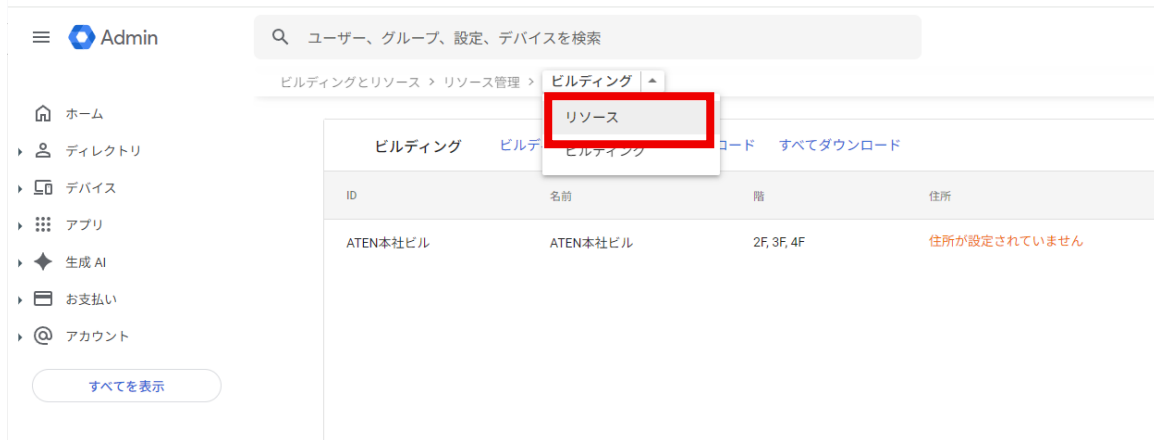 Admin
ユーザー、グループ、設定、デバイスを検索
ビルディングとリソース > リソース管理 > ビルディング
リソース
ビルディング
ホーム
ディレクトリ
デバイス
アプリ
生成 AI
お支払い
アカウント
すべてを表示
ビルディング ビルデ ロード すべてダウンロード
ID 名前 階 住所
ATEN本社ビル ATEN本社ビル 2F, 3F, 4F 住所が設定されていません